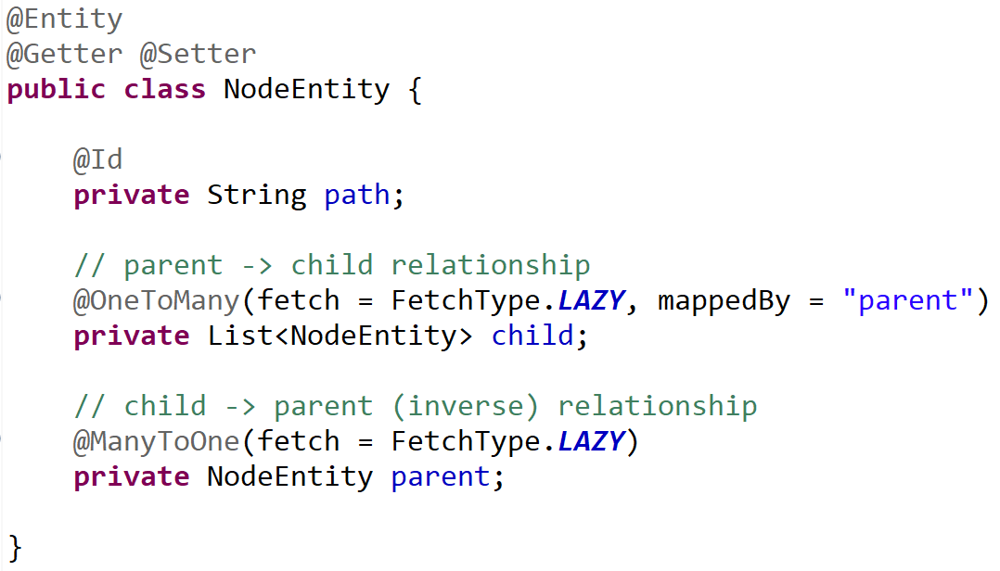 @Entity
@Getter @Setter
public class NodeEntity {
@Id
private String path;
// parent -> child relationship
@OneToMany(fetch = FetchType.LAZY, mappedBy = "parent")
private List<NodeEntity> child;
// child -> parent (inverse) relationship
@ManyToOne(fetch = FetchType.LAZY)
private NodeEntity parent;
}